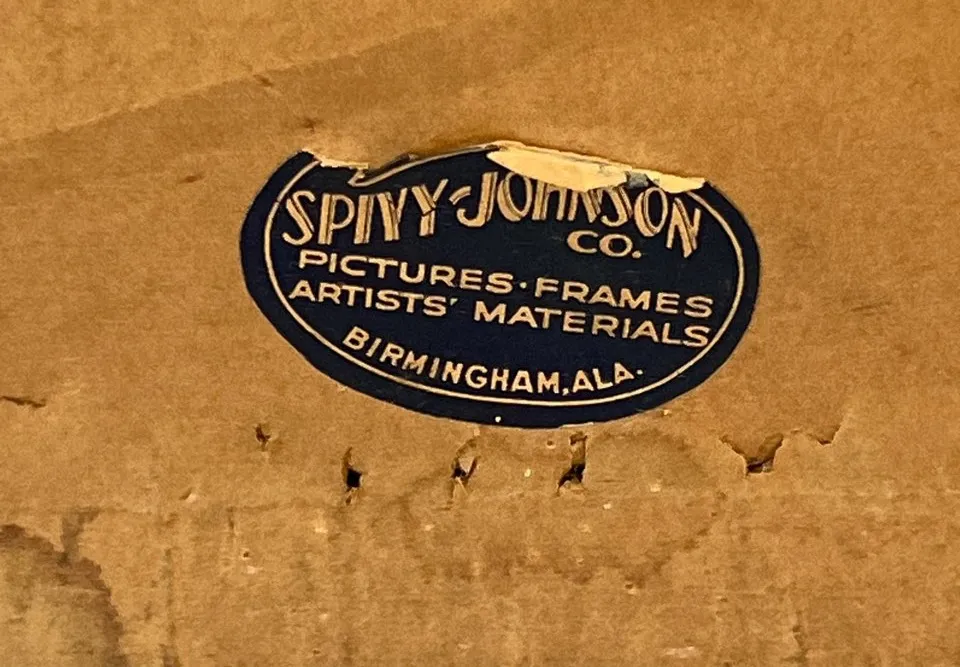 SPIVY-JOHNSON
CO.
PICTURES·FRAMES
ARTISTS' MATERIALS
BIRMINGHAM, ALA.